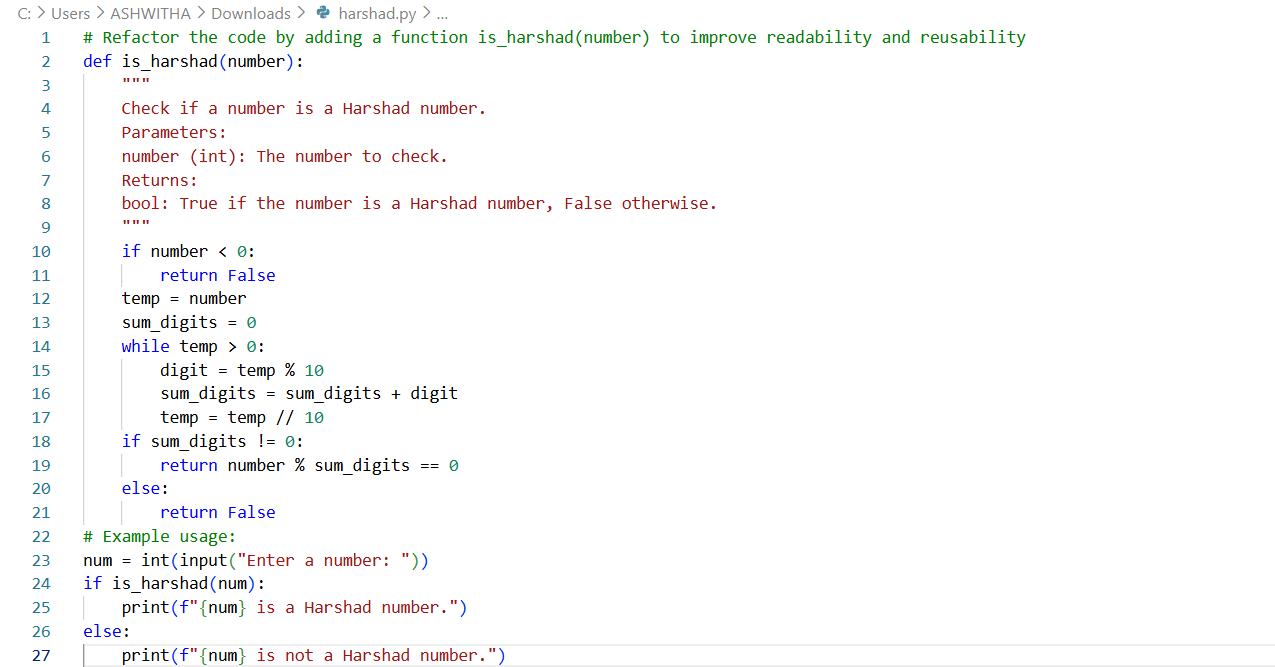 C: > Users > ASHWITHA > Downloads > harshad.py > ...
1 # Refactor the code by adding a function is_harshad(number) to improve readability and reusability
2 def is_harshad(number):
3     """
4     Check if a number is a Harshad number.
5     Parameters:
6     number (int): The number to check.
7     Returns:
8     bool: True if the number is a Harshad number, False otherwise.
9     """
10     if number < 0:
11         return False
12     temp = number
13     sum_digits = 0
14     while temp > 0:
15         digit = temp % 10
16         sum_digits = sum_digits + digit
17         temp = temp // 10
18     if sum_digits != 0:
19         return number % sum_digits == 0
20     else:
21         return False
22 # Example usage:
23 num = int(input("Enter a number: "))
24 if is_harshad(num):
25     print(f"{num} is a Harshad number.")
26 else:
27     print(f"{num} is not a Harshad number.")